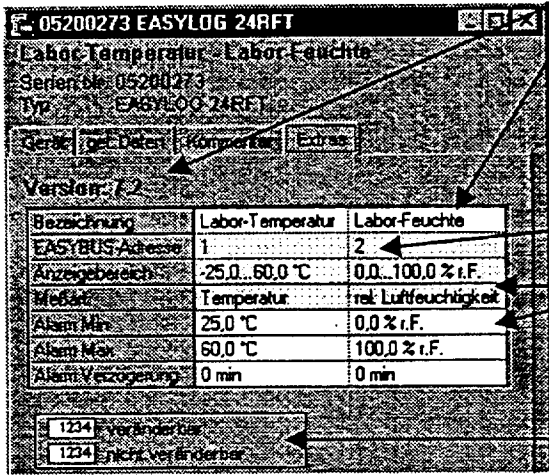 05200273 EASYLOG 24RFT
Labor-Temperatur - Labor-Feuchte
Serien Nr. 05200273
Typ EASYLOG 24RFT
Gerät gel. Daten Kommentar Extras
Version: 7.2
Bezeichnung Labor-Temperatur Labor-Feuchte
EASYBUS-Adresse 1 2
Anzeigebereich -25,0...60,0 °C 0,0...100,0 % r.F.
Meßart Temperatur rel. Luftfeuchtigkeit
Alarm Min 25,0 °C 0,0 % r.F.
Alarm Max 60,0 °C 100,0 % r.F.
Alarm Verzögerung 0 min 0 min
1234 veränderbar
1234 nicht veränderbar